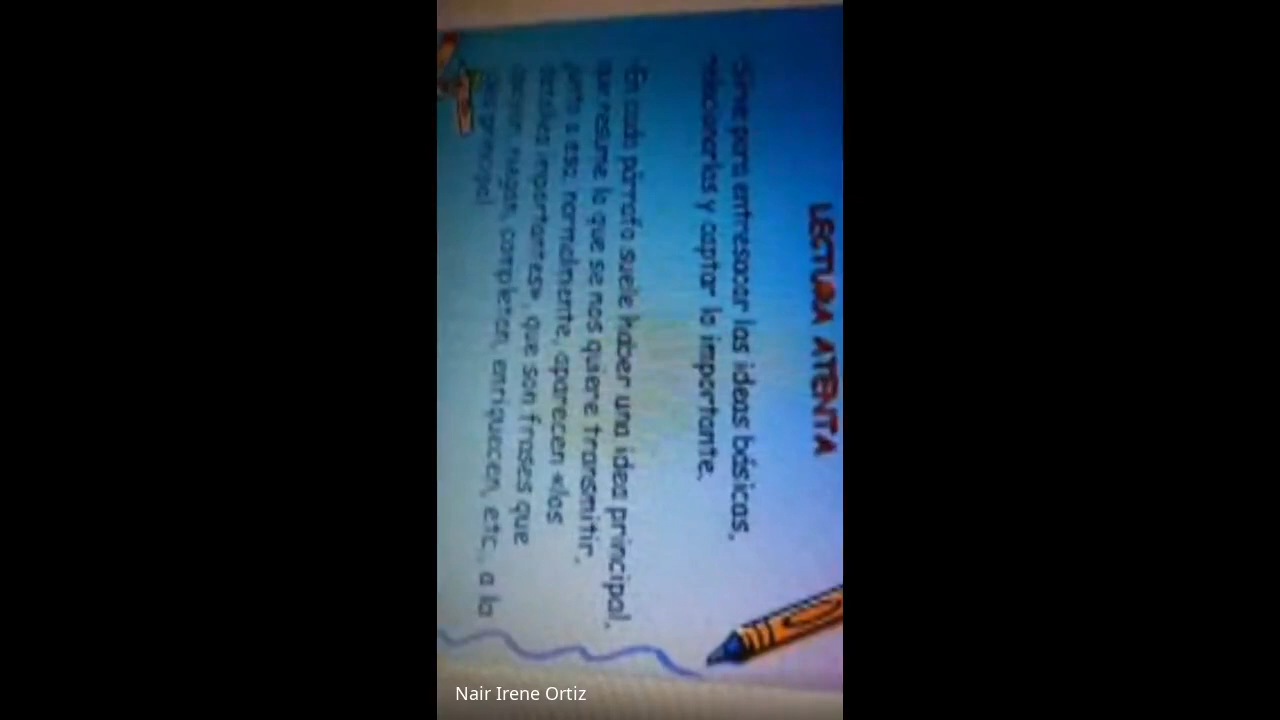 LECTURA ATENTA
-Sirve para entresacar las ideas básicas,
relacionarlas y captar lo importante.
-En cada párrafo suele haber una idea principal,
que resume lo que se nos quiere transmitir.
junto a esa, normalmente, aparecen «los
detalles importantes», que son frases que
niegan, completan, enriquecen, etc., a la
idea principal
Nair Irene Ortiz